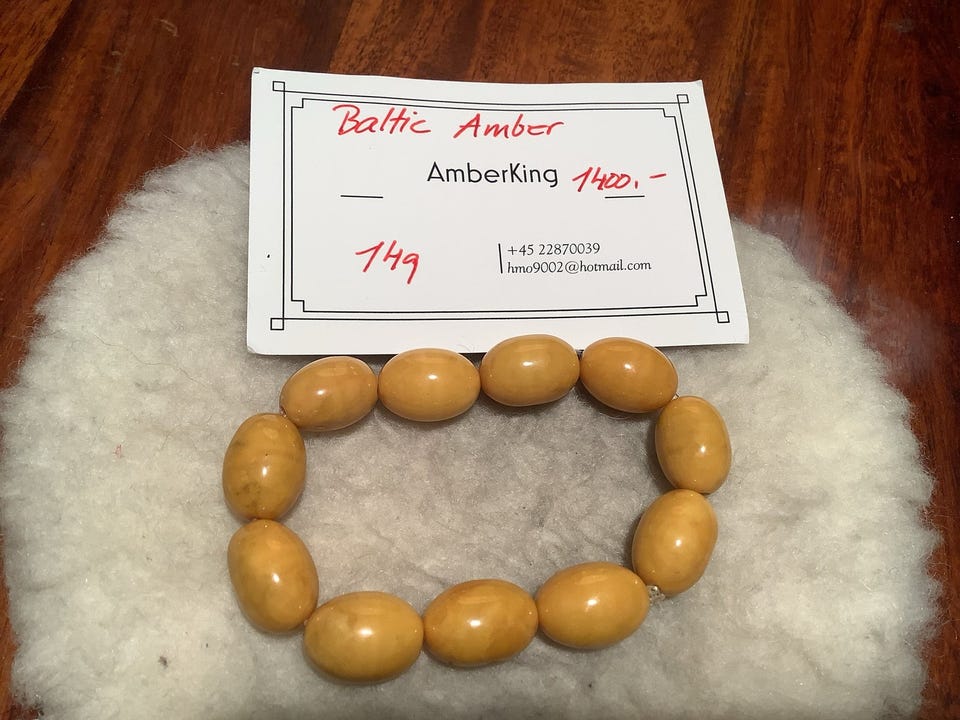 Baltic Amber
AmberKing 1400,-
14g
+45 22870039
hmo9002@hotmail.com